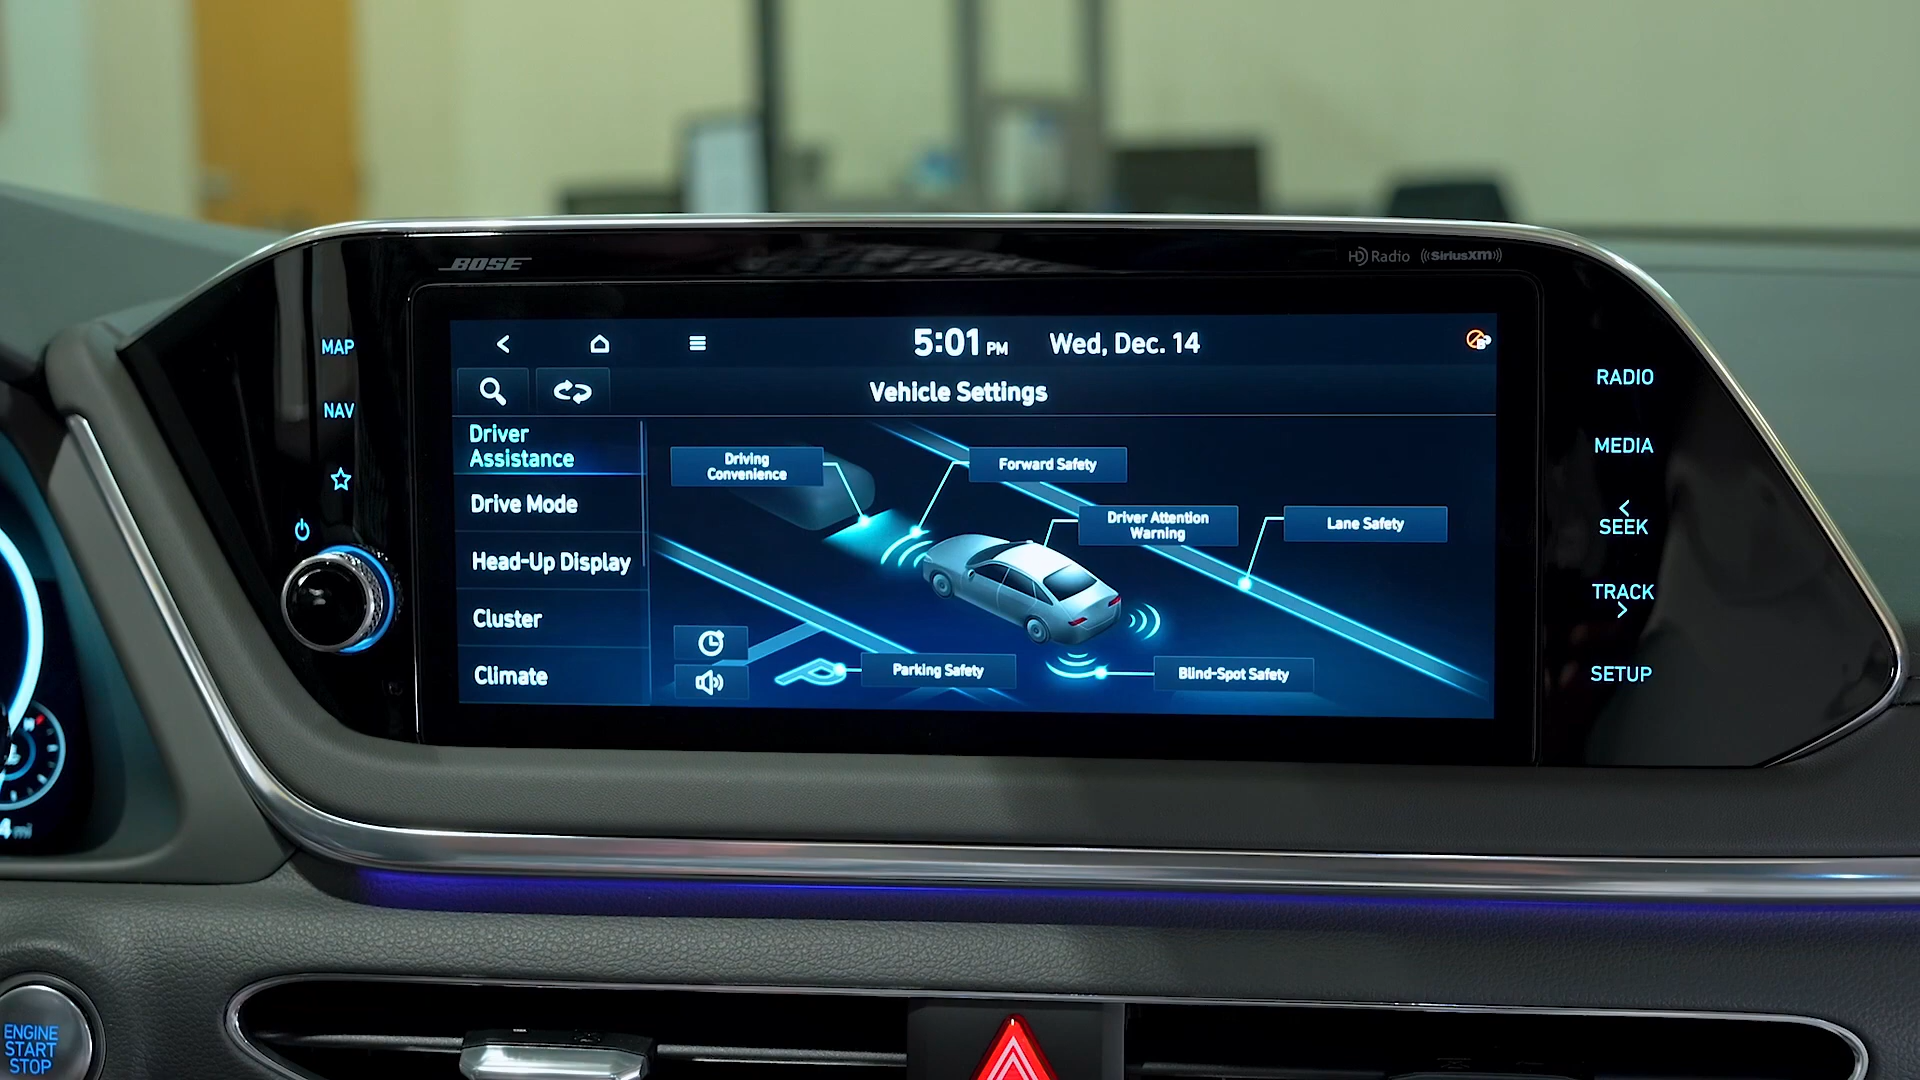 BOSE
HD Radio
SiriusXM
MAP
NAV
5:01 PM
Wed, Dec. 14
Vehicle Settings
Driver
Assistance
Drive Mode
Head-Up Display
Cluster
Climate
Driving
Convenience
Forward Safety
Driver Attention
Warning
Lane Safety
Parking Safety
Blind-Spot Safety
RADIO
MEDIA
SEEK
TRACK
SETUP
mi
ENGINE
START
STOP